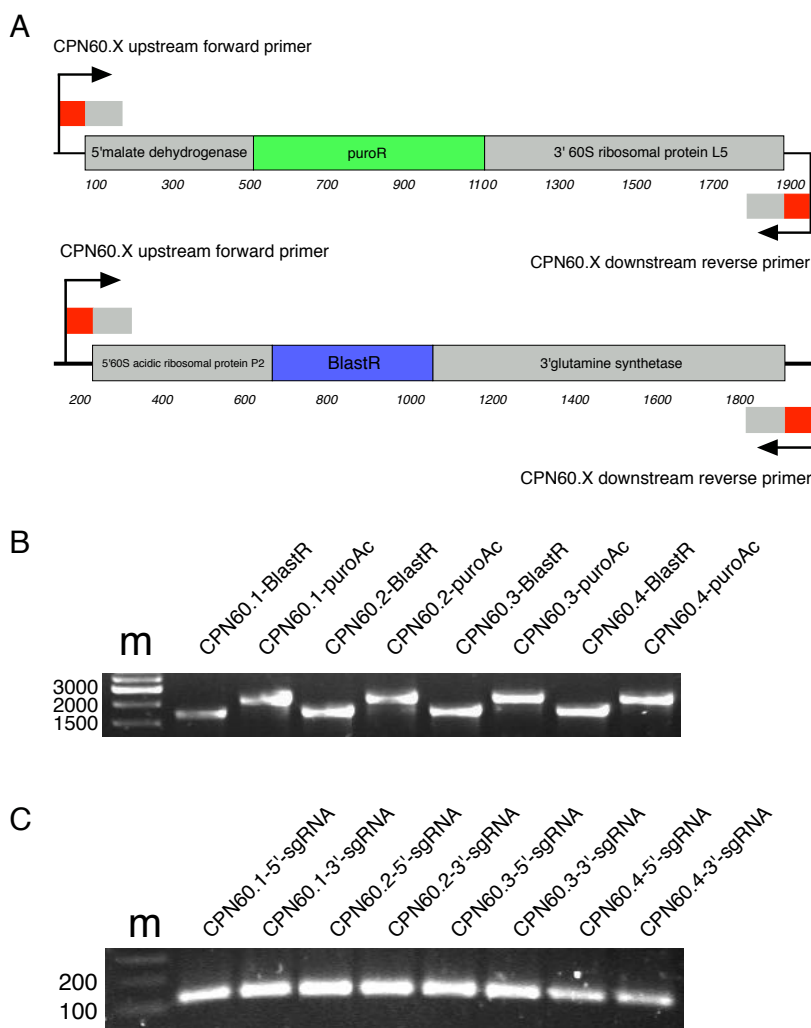 A
CPN60.X upstream forward primer
5'malate dehydrogenase puroR 3' 60S ribosomal protein L5
100 300 500 700 900 1100 1300 1500 1700 1900
CPN60.X upstream forward primer
CPN60.X downstream reverse primer
5'60S acidic ribosomal protein P2 BlastR 3'glutamine synthetase
200 400 600 800 1000 1200 1400 1600 1800
CPN60.X downstream reverse primer
B
m CPN60.1-BlastR CPN60.1-puroAc CPN60.2-BlastR CPN60.2-puroAc CPN60.3-BlastR CPN60.3-puroAc CPN60.4-BlastR CPN60.4-puroAc
3000
2000
1500
C
m CPN60.1-5'-sgRNA CPN60.1-3'-sgRNA CPN60.2-5'-sgRNA CPN60.2-3'-sgRNA CPN60.3-5'-sgRNA CPN60.3-3'-sgRNA CPN60.4-5'-sgRNA CPN60.4-3'-sgRNA
200
100